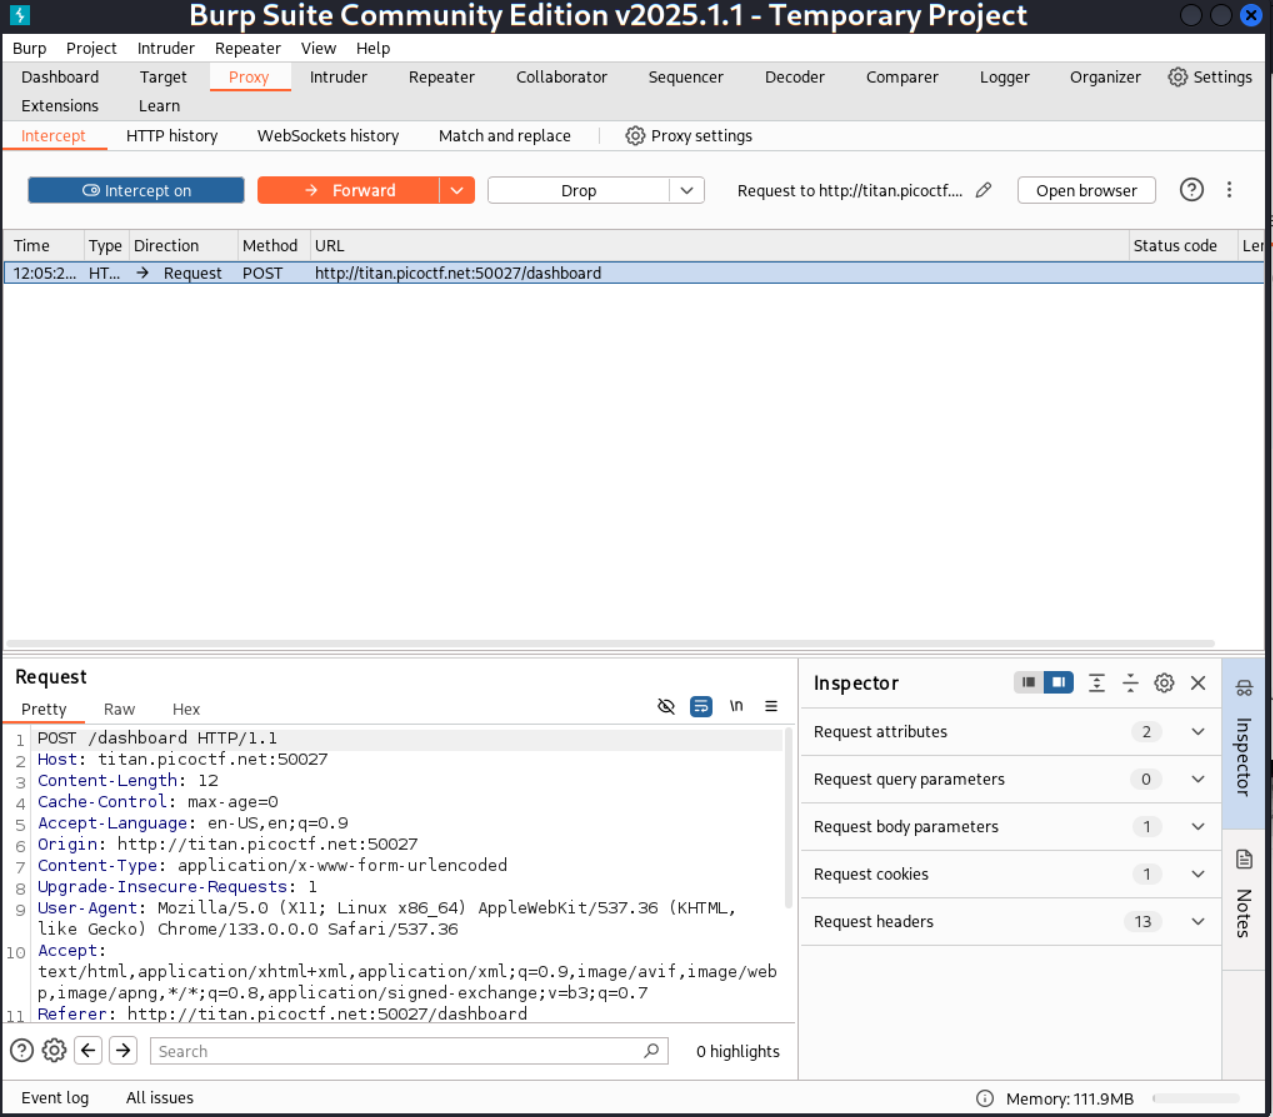 Burp Suite Community Edition v2025.1.1 - Temporary Project
Burp Project Intruder Repeater View Help
Dashboard Target Proxy Intruder Repeater Collaborator Sequencer Decoder Comparer Logger Organizer Settings
Extensions Learn
Intercept HTTP history WebSockets history Match and replace Proxy settings
Intercept on Forward Drop Request to http://titan.picoctf.... Open browser
Time Type Direction Method URL Status code Ler
12:05:2... HT... → Request POST http://titan.picoctf.net:50027/dashboard
Request
Pretty Raw Hex \n
1 POST /dashboard HTTP/1.1
2 Host: titan.picoctf.net:50027
3 Content-Length: 12
4 Cache-Control: max-age=0
5 Accept-Language: en-US,en;q=0.9
6 Origin: http://titan.picoctf.net:50027
7 Content-Type: application/x-www-form-urlencoded
8 Upgrade-Insecure-Requests: 1
9 User-Agent: Mozilla/5.0 (X11; Linux x86_64) AppleWebKit/537.36 (KHTML,
like Gecko) Chrome/133.0.0.0 Safari/537.36
10 Accept:
text/html,application/xhtml+xml,application/xml;q=0.9,image/avif,image/web
p,image/apng,*/*;q=0.8,application/signed-exchange;v=b3;q=0.7
11 Referer: http://titan.picoctf.net:50027/dashboard
Search 0 highlights
Inspector
Request attributes 2
Request query parameters 0
Request body parameters 1
Request cookies 1
Request headers 13
Inspector
Notes
Event log All issues Memory: 111.9MB